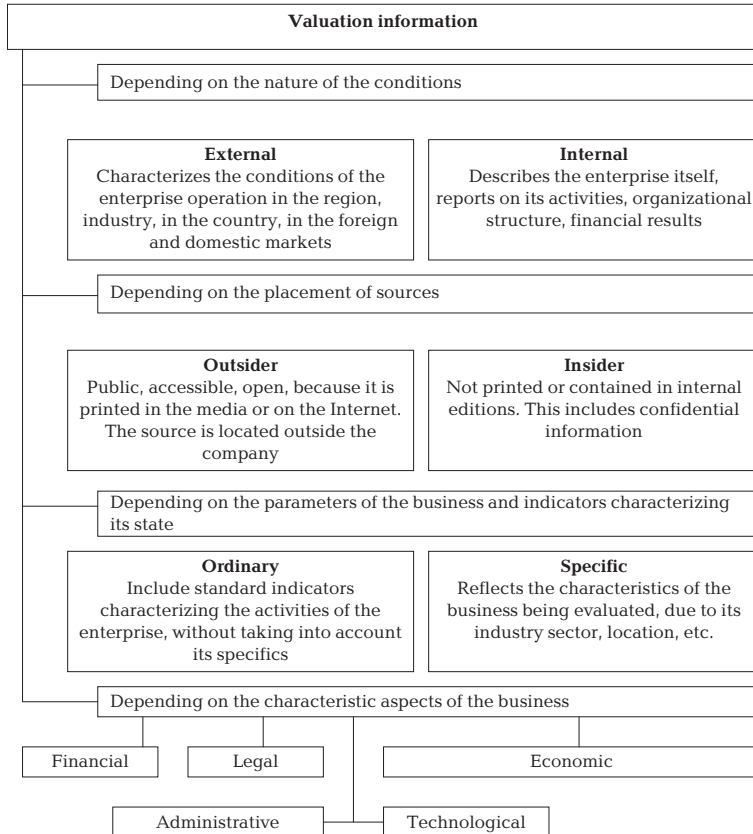 Valuation information
Depending on the nature of the conditions
External
Characterizes the conditions of the
enterprise operation in the region,
industry, in the country, in the foreign
and domestic markets
Internal
Describes the enterprise itself,
reports on its activities, organizational
structure, financial results
Depending on the placement of sources
Outsider
Public, accessible, open, because it is
printed in the media or on the Internet.
The source is located outside the
company
Insider
Not printed or contained in internal
editions. This includes confidential
information
Depending on the parameters of the business and indicators characterizing
its state
Ordinary
Include standard indicators
characterizing the activities of the
enterprise, without taking into account
its specifics
Specific
Reflects the characteristics of the
business being evaluated, due to its
industry sector, location, etc.
Depending on the characteristic aspects of the business
Financial
Legal
Economic
Administrative
Technological